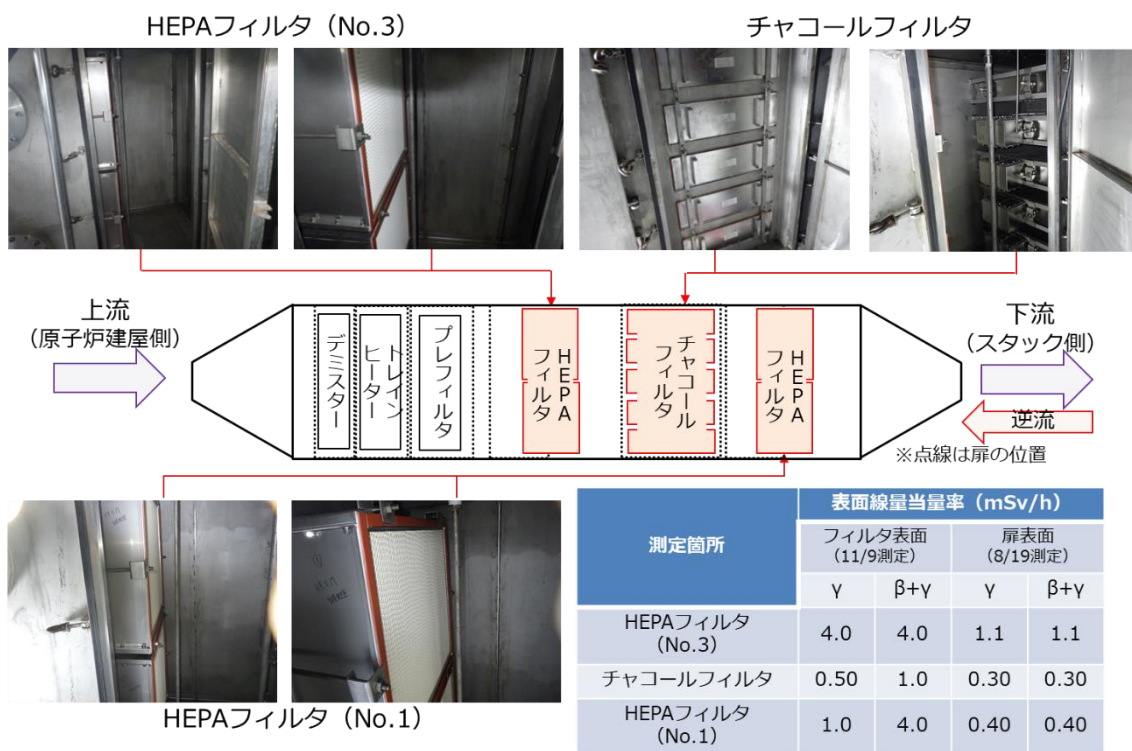 HEPAフィルタ（No.3）
チャコールフィルタ
上流
（原子炉建屋側）
デミスター
トレイン
ヒーター
プレフィルタ
HEPA
フィルタ
チャコール
フィルタ
HEPA
フィルタ
下流
（スタック側）
逆流
※点線は扉の位置
HEPAフィルタ（No.1）
測定箇所
表面線量当量率（mSv/h）
フィルタ表面
（11/9測定）
扉表面
（8/19測定）
γ β+γ γ β+γ
HEPAフィルタ
（No.3）
4.0 4.0 1.1 1.1
チャコールフィルタ 0.50 1.0 0.30 0.30
HEPAフィルタ
（No.1）
1.0 4.0 0.40 0.40